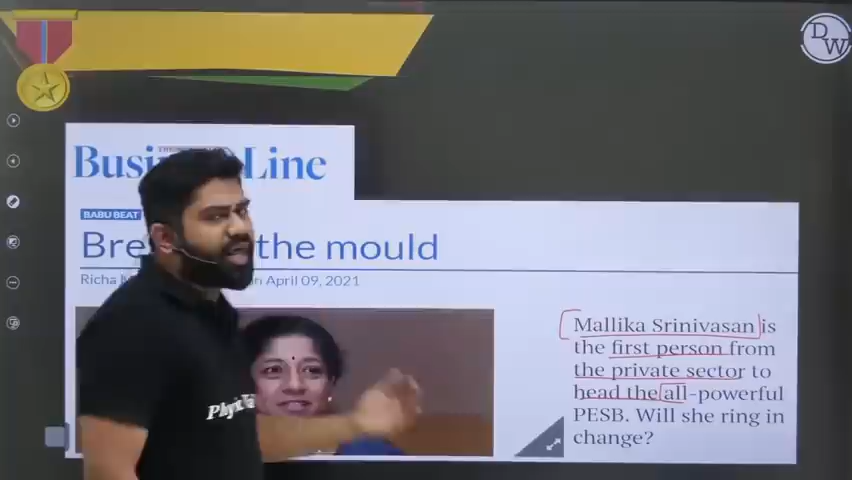 DW
Line
BABU BEAT
the mould
April 09, 2021
Mallika Srinivasan is
the first person from
the private sector to
head the all-powerful
PESB. Will she ring in
change?